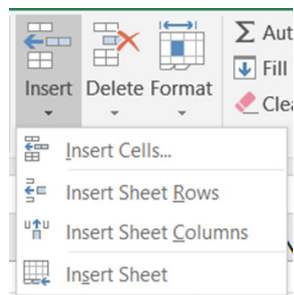 Σ Aut
Fill
Clea
Insert Delete Format
Insert Cells...
Insert Sheet Rows
Insert Sheet Columns
Insert Sheet